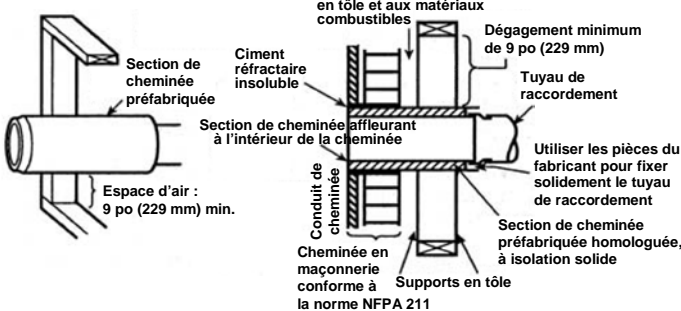 Section de
cheminée
préfabriquée
Espace d'air :
9 po (229 mm) min.
en tôle et aux matériaux
combustibles
Dégagement minimum
de 9 po (229 mm)
Ciment
réfractaire
insoluble
Tuyau de
raccordement
Section de cheminée affleurant
à l'intérieur de la cheminée
Utiliser les pièces du
fabricant pour fixer
solidement le tuyau
de raccordement
Conduit de
cheminée
Section de cheminée
préfabriquée homologuée,
à isolation solide
Cheminée en
maçonnerie
conforme à
la norme NFPA 211
Supports en tôle